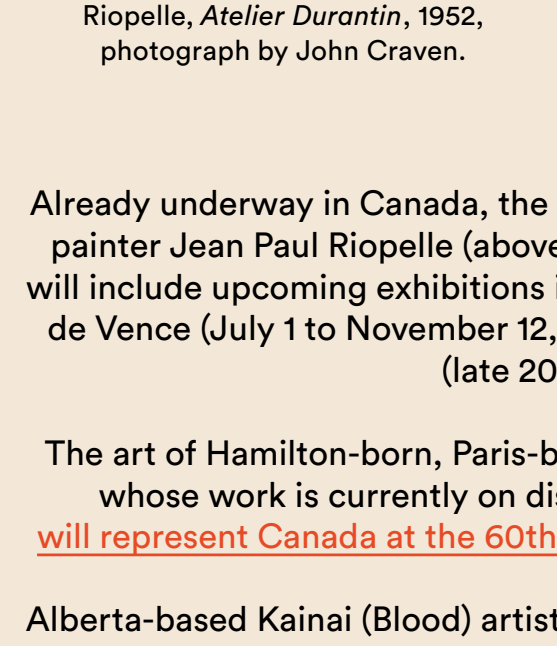 Riopelle, Atelier Durantin, 1952,
photograph by John Craven.
Already underway in Canada, the
painter Jean Paul Riopelle (above
will include upcoming exhibitions
de Vence (July 1 to November 12,
(late 20
The art of Hamilton-born, Paris-b
whose work is currently on dis
will represent Canada at the 60th
Alberta-based Kainai (Blood) artist